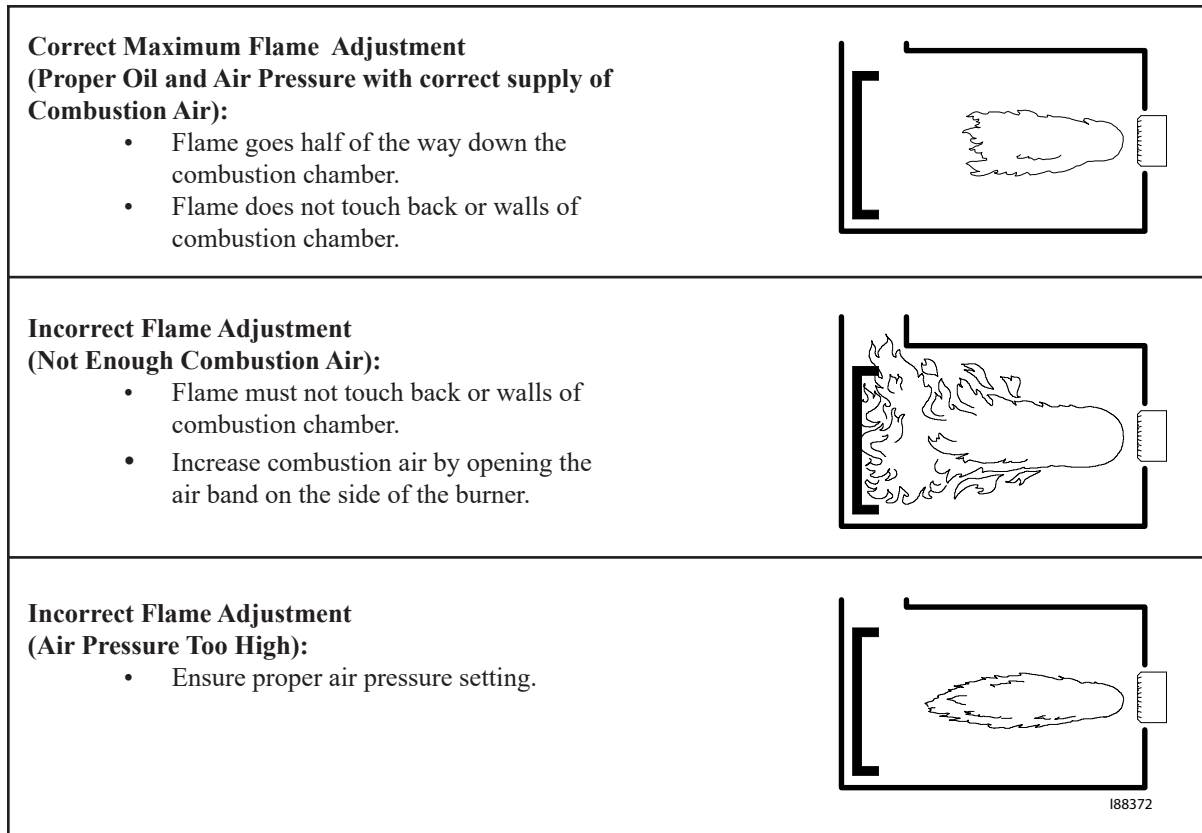 Correct Maximum Flame Adjustment
(Proper Oil and Air Pressure with correct supply of
Combustion Air):
• Flame goes half of the way down the
combustion chamber.
• Flame does not touch back or walls of
combustion chamber.
Incorrect Flame Adjustment
(Not Enough Combustion Air):
• Flame must not touch back or walls of
combustion chamber.
• Increase combustion air by opening the
air band on the side of the burner.
Incorrect Flame Adjustment
(Air Pressure Too High):
• Ensure proper air pressure setting.
I88372